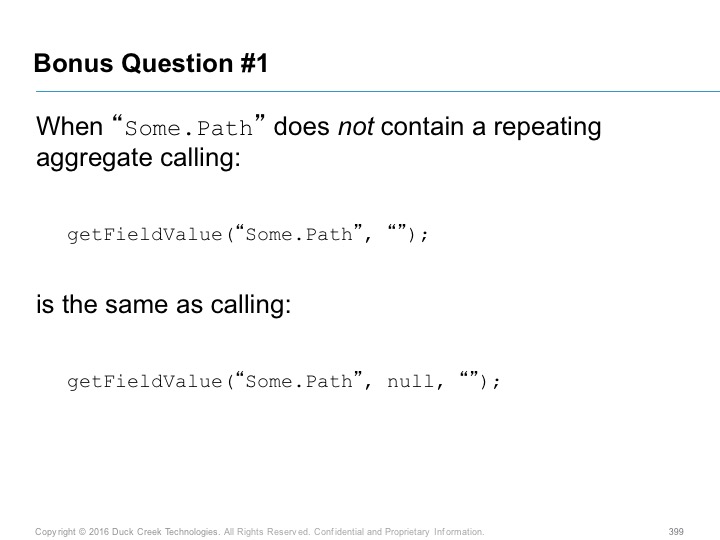 Bonus Question #1
When “Some.Path” does not contain a repeating
aggregate calling:
getFieldValue(“Some.Path”, “”);
is the same as calling:
getFieldValue(“Some.Path”, null, “”);
Copyright © 2016 Duck Creek Technologies. All Rights Reserved. Confidential and Proprietary Information.
399